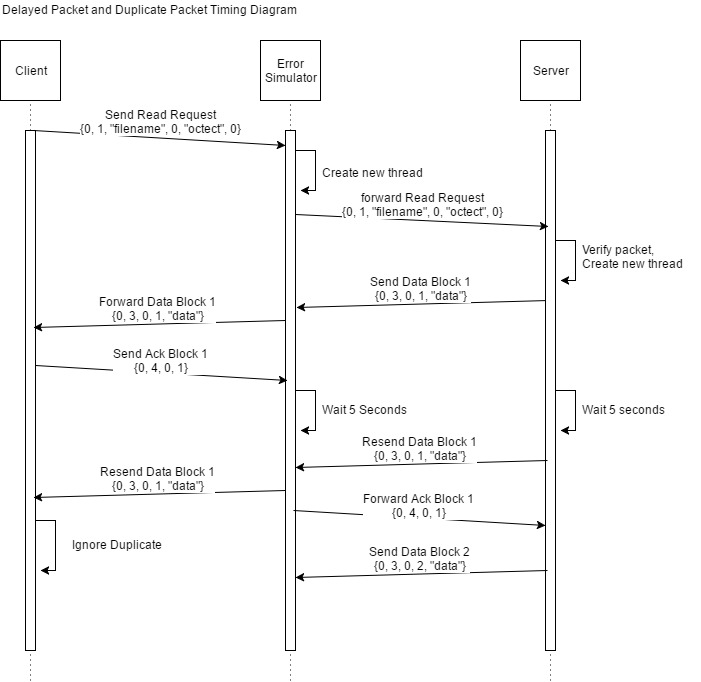 Delayed Packet and Duplicate Packet Timing Diagram
Client
Error
Simulator
Server
Send Read Request
{0, 1, "filename", 0, "octect", 0}
Create new thread
forward Read Request
{0, 1, "filename", 0, "octect", 0}
Verify packet,
Create new thread
Send Data Block 1
{0, 3, 0, 1, "data"}
Forward Data Block 1
{0, 3, 0, 1, "data"}
Send Ack Block 1
{0, 4, 0, 1}
Wait 5 Seconds
Wait 5 seconds
Resend Data Block 1
{0, 3, 0, 1, "data"}
Resend Data Block 1
{0, 3, 0, 1, "data"}
Forward Ack Block 1
{0, 4, 0, 1}
Ignore Duplicate
Send Data Block 2
{0, 3, 0, 2, "data"}